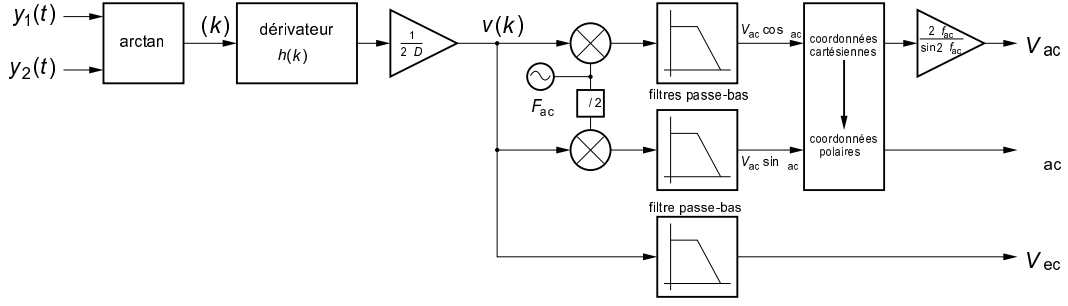 y1(t)
y2(t)
arctan
(k)
dérivateur
h(k)
1
2 D
v(k)
Fac
/ 2
filtres passe-bas
Vac cos ac
Vac sin ac
filtre passe-bas
coordonnées
cartésiennes
coordonnées
polaires
2 fac
sin2 fac
Vac
ac
Vec